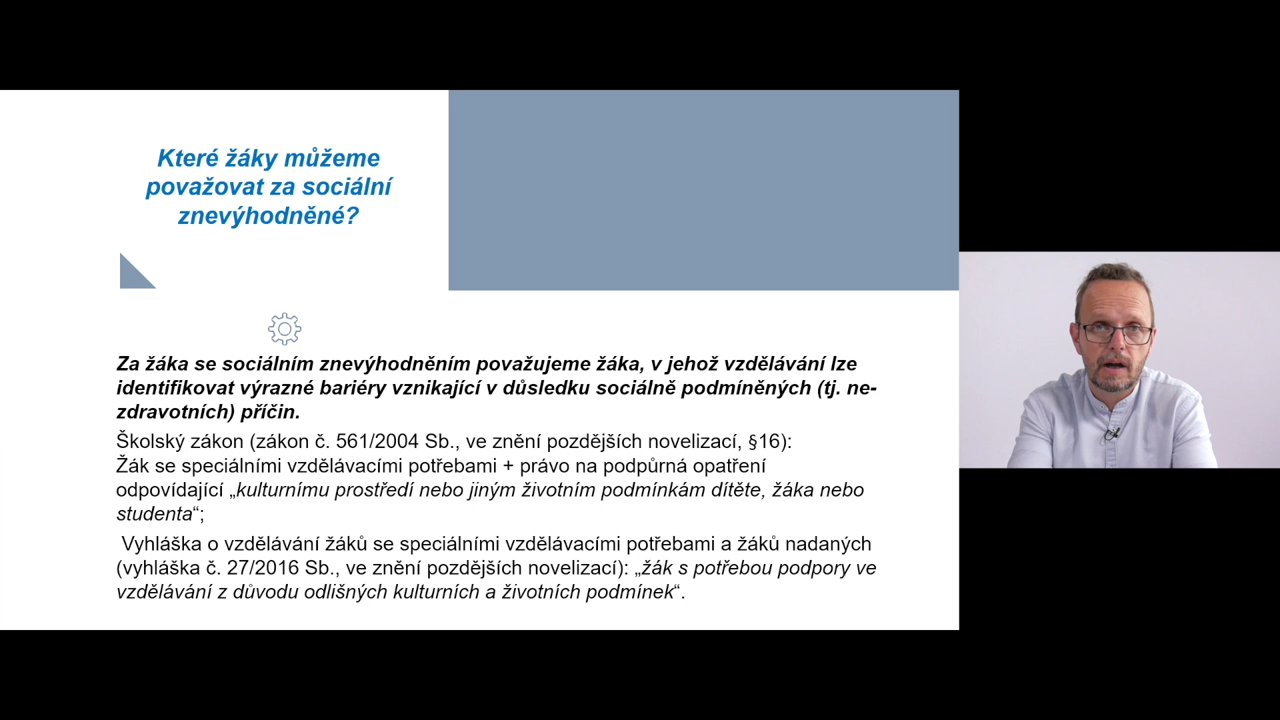 Které žáky můžeme
považovat za sociální
znevýhodněné?
Za žáka se sociálním znevýhodněním považujeme žáka, v jehož vzdělávání lze
identifikovat výrazné bariéry vznikající v důsledku sociálně podmíněných (tj. ne-
zdravotních) příčin.
Školský zákon (zákon č. 561/2004 Sb., ve znění pozdějších novelizací, §16):
Žák se speciálními vzdělávacími potřebami + právo na podpůrná opatření
odpovídající „kulturnímu prostředí nebo jiným životním podmínkám dítěte, žáka nebo
studenta“;
Vyhláška o vzdělávání žáků se speciálními vzdělávacími potřebami a žáků nadaných
(vyhláška č. 27/2016 Sb., ve znění pozdějších novelizací): „žák s potřebou podpory ve
vzdělávání z důvodu odlišných kulturních a životních podmínek“.